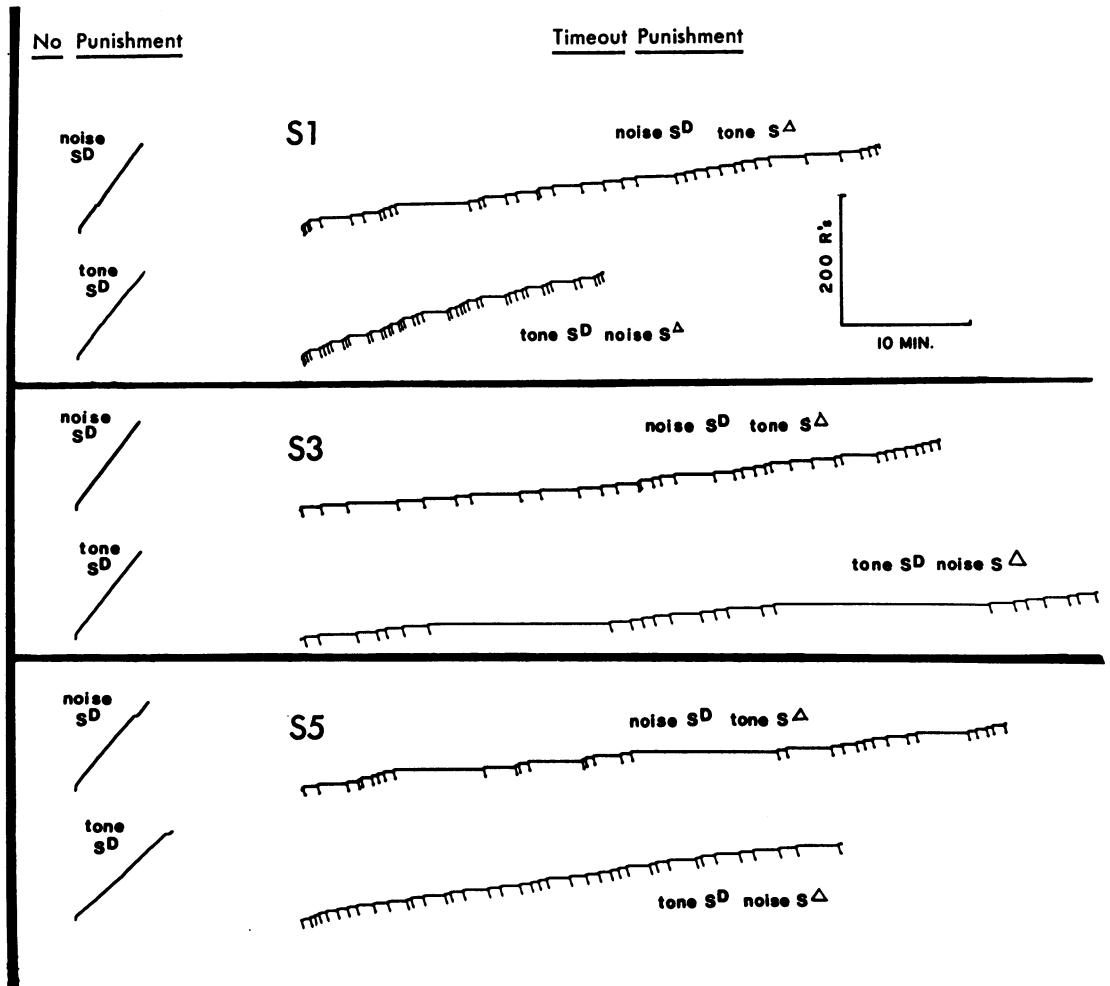 No Punishment
Timeout Punishment
noise
SD
S1
noise SD tone SΔ
tone
SD
tone SD noise SΔ
200 R's
10 MIN.
noise
SD
S3
noise SD tone SΔ
tone
SD
tone SD noise SΔ
noise
SD
S5
noise SD tone SΔ
tone
SD
tone SD noise SΔ